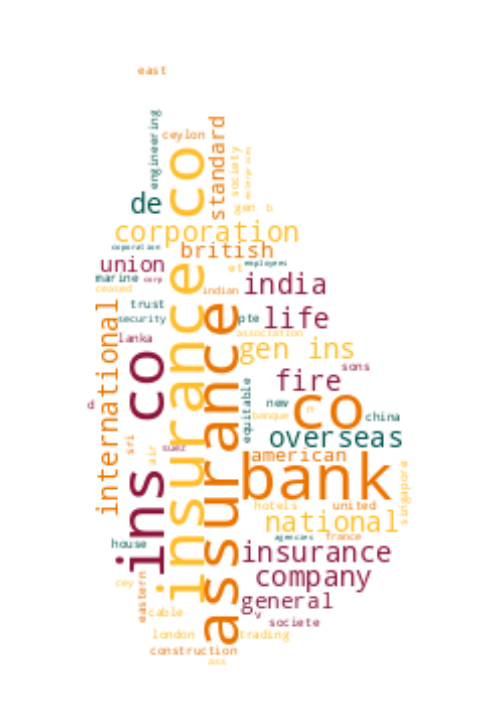 east
engineering
ceylon
standard
society
enterprises
insurance co
de
gen
b
corporation
corporation
british
union
et
employees
marine
corp
india
ceased
indian
international
trust
security
pte
life
association
lanka
assurance
gen ins
ins co
sons
fire
equitable
d
new
co
n
banque
china
overseas
sri
air
suez
american
bank
singapore
hotels
united
national
agencies
france
house
insurance
company
cey
eastern
general
cable
v
societe
london
trading
construction
ass